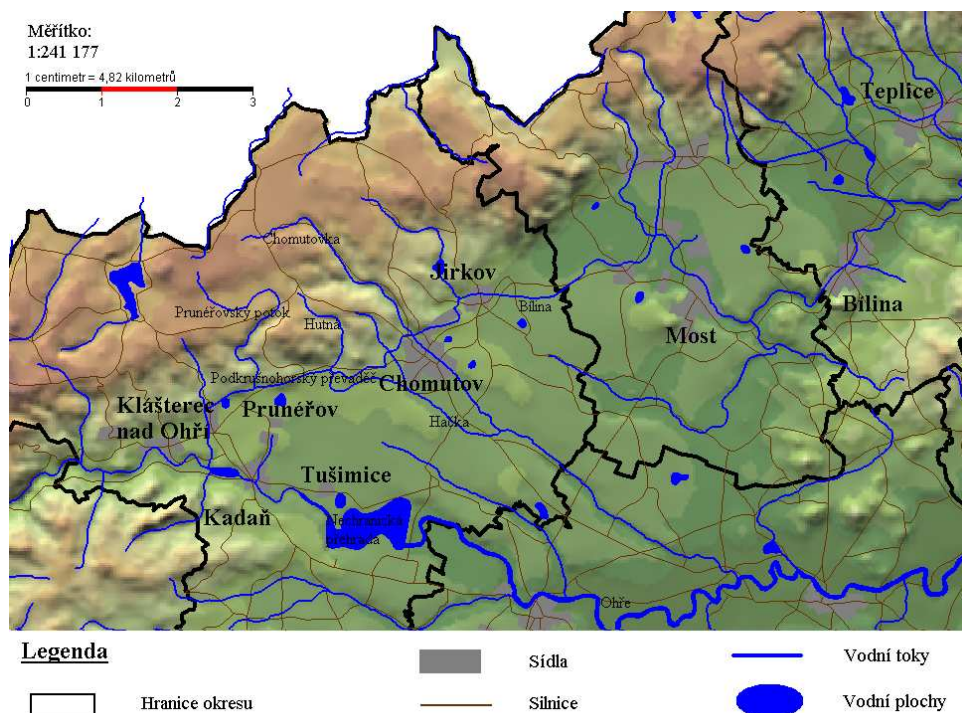 Měřítko:
1:241 177
1 centimetr = 4,82 kilometrů
0 1 2 3
Teplice
Chomutovka
Jirkov
Prunéřovský potok
Hutná
Bílina
Bílina
Most
Podkrušnohorský převaděč
Chomutov
Klášterec
nad Ohří
Prunéřov
Hačka
Tušimice
Kadaň
Nechranická
přehrada
Ohře
Legenda
Sídla
Vodní toky
Hranice okresu
Silnice
Vodní plochy